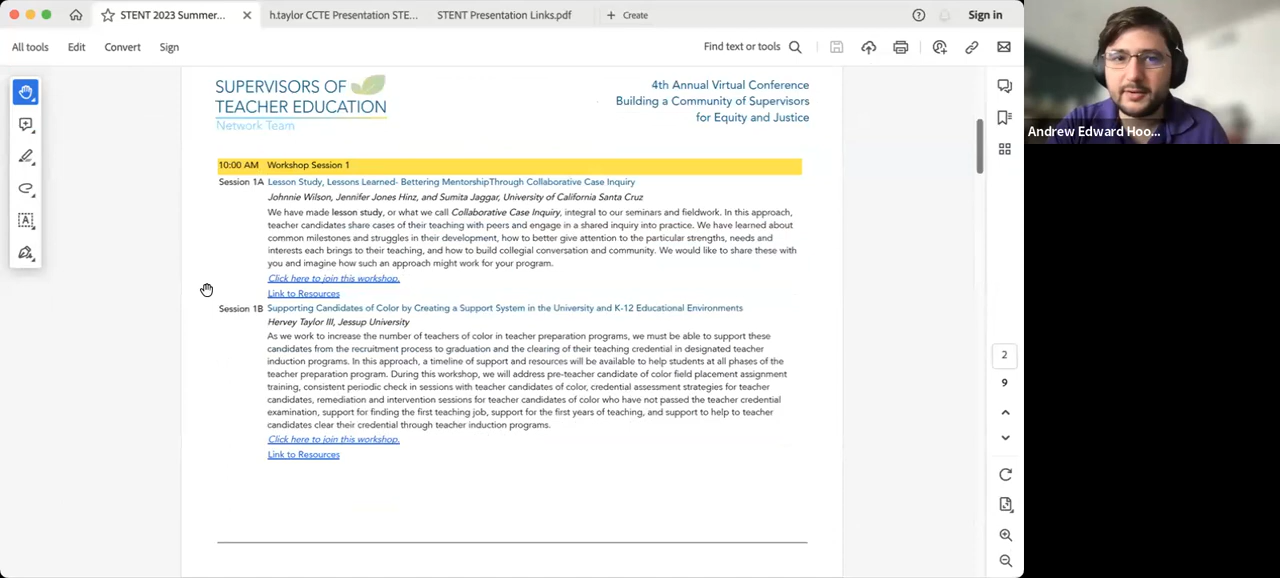 STENT 2023 Summer...
h.taylor CCTE Presentation STE...
STENT Presentation Links.pdf
+ Create
Sign in
All tools
Edit
Convert
Sign
Find text or tools
SUPERVISORS OF
TEACHER EDUCATION
Network Team
4th Annual Virtual Conference
Building a Community of Supervisors
for Equity and Justice
10:00 AM Workshop Session 1
Session 1A Lesson Study, Lessons Learned- Bettering MentorshipThrough Collaborative Case Inquiry
Johnnie Wilson, Jennifer Jones Hinz, and Sumita Jaggar, University of California Santa Cruz
We have made lesson study, or what we call Collaborative Case Inquiry, integral to our seminars and fieldwork. In this approach,
teacher candidates share cases of their teaching with peers and engage in a shared inquiry into practice. We have learned about
common milestones and struggles in their development, how to better give attention to the particular strengths, needs and
interests each brings to their teaching, and how to build collegial conversation and community. We would like to share these with
you and imagine how such an approach might work for your program.
Click here to join this workshop.
Link to Resources
Session 1B Supporting Candidates of Color by Creating a Support System in the University and K-12 Educational Environments
Hervey Taylor III, Jessup University
As we work to increase the number of teachers of color in teacher preparation programs, we must be able to support these
candidates from the recruitment process to graduation and the clearing of their teaching credential in designated teacher
induction programs. In this approach, a timeline of support and resources will be available to help students at all phases of the
teacher preparation program. During this workshop, we will address pre-teacher candidate of color field placement assignment
training, consistent periodic check in sessions with teacher candidates of color, credential assessment strategies for teacher
candidates, remediation and intervention sessions for teacher candidates of color who have not passed the teacher credential
examination, support for finding the first teaching job, support for the first years of teaching, and support to help to teacher
candidates clear their credential through teacher induction programs.
Click here to join this workshop.
Link to Resources
2
9
Andrew Edward Hoo...